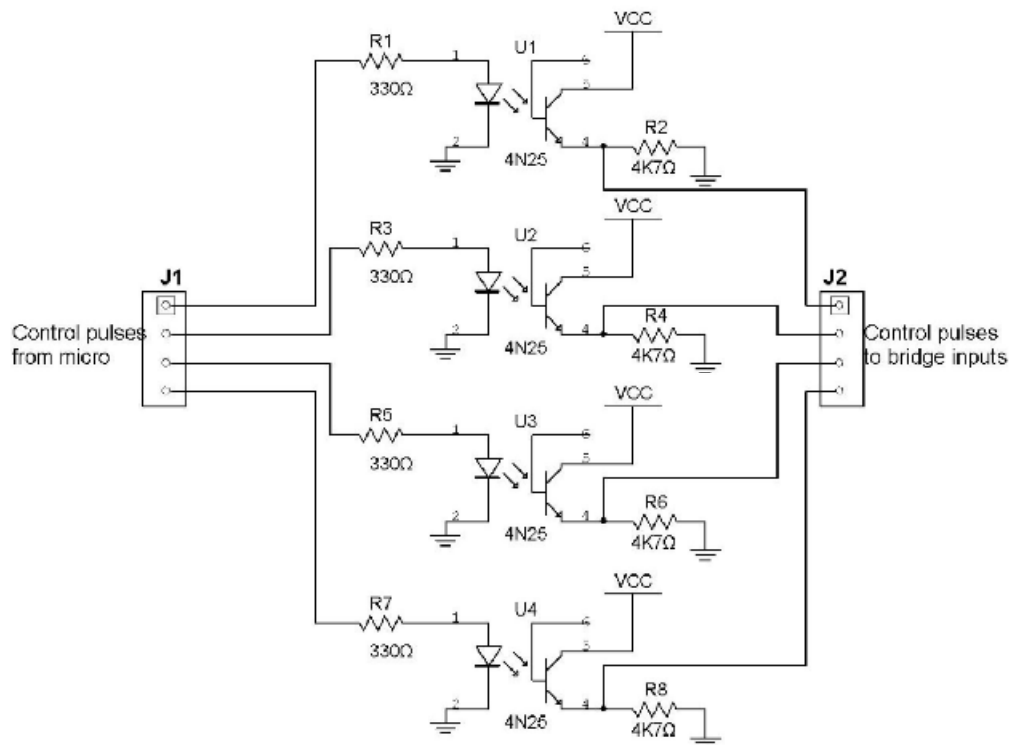 VCC
R1
1
U1
6
330Ω
5
R2
2
4
4N25
4K7Ω
VCC
R3
1
U2
6
330Ω
5
J1
J2
R4
2
4
4N25
4K7Ω
Control pulses
from micro
Control pulses
to bridge inputs
VCC
R5
1
U3
6
330Ω
5
R6
2
4
4N25
4K7Ω
VCC
R7
1
U4
6
330Ω
5
R8
2
4
4N25
4K7Ω